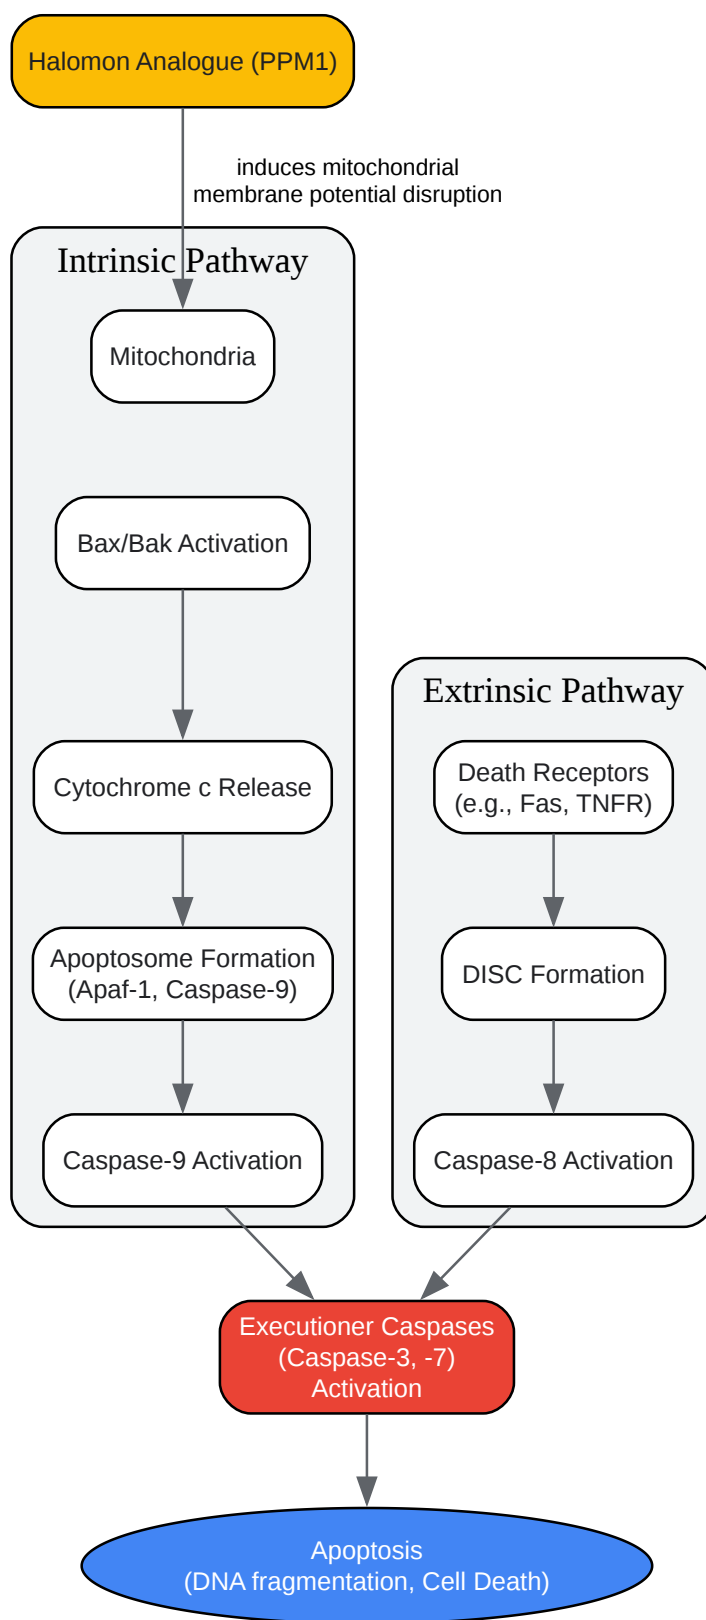 Halomon Analogue (PPM1)
induces mitochondrial
membrane potential disruption
Intrinsic Pathway
Mitochondria
Bax/Bak Activation
Cytochrome c Release
Apoptosome Formation
(Apaf-1, Caspase-9)
Caspase-9 Activation
Extrinsic Pathway
Death Receptors
(e.g., Fas, TNFR)
DISC Formation
Caspase-8 Activation
Executioner Caspases
(Caspase-3, -7)
Activation
Apoptosis
(DNA fragmentation, Cell Death)